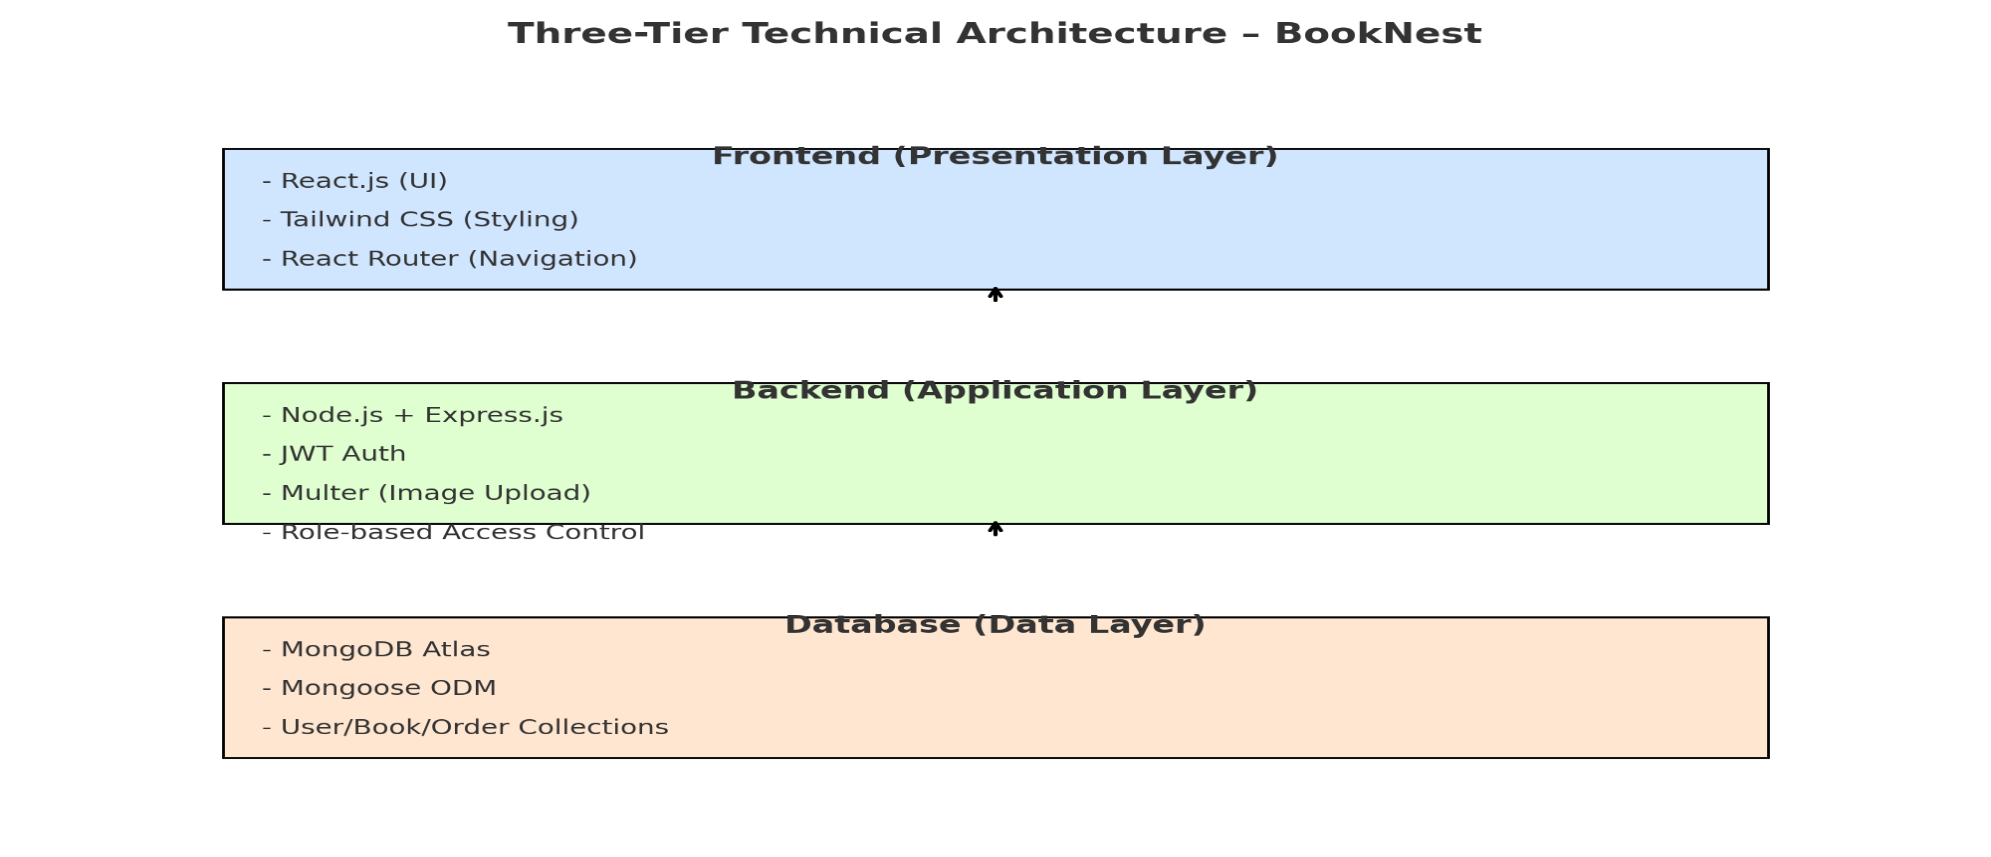 Three-Tier Technical Architecture – BookNest
Frontend (Presentation Layer)
- React.js (UI)
- Tailwind CSS (Styling)
- React Router (Navigation)
Backend (Application Layer)
- Node.js + Express.js
- JWT Auth
- Multer (Image Upload)
- Role-based Access Control
Database (Data Layer)
- MongoDB Atlas
- Mongoose ODM
- User/Book/Order Collections